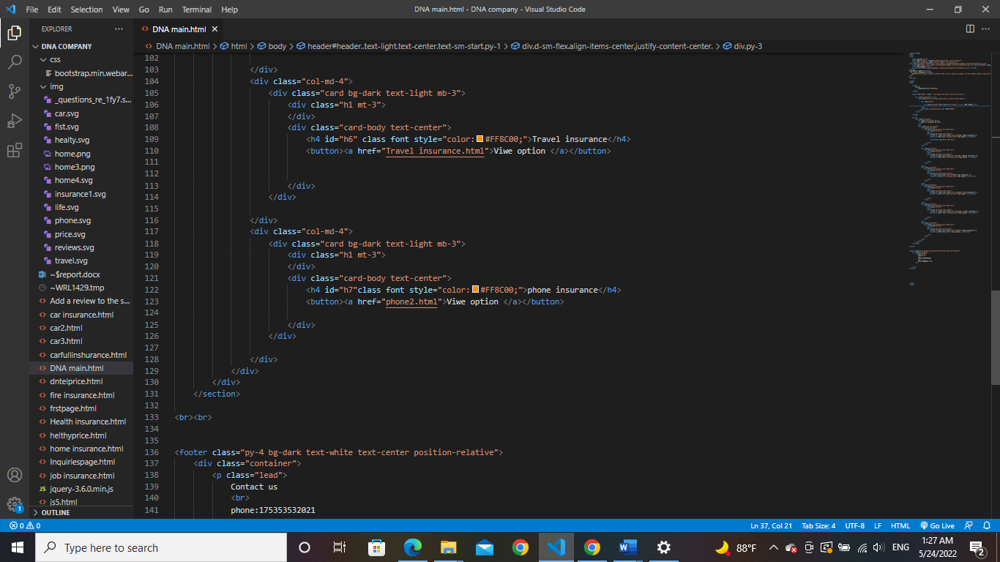 File Edit Selection View Go Run Terminal Help
DNA main.html - DNA company - Visual Studio Code
EXPLORER
DNA COMPANY
css
bootstrap.min.webar...
img
_questions_re_1fy7.s...
car.svg
fist.svg
healty.svg
home.png
home3.png
home4.svg
insurance1.svg
life.svg
phone.svg
price.svg
reviews.svg
travel.svg
~$report.docx
~WRL1429.tmp
Add a review to the s...
car insurance.html
car2.html
car3.html
carfullinshurance.html
DNA main.html
dntelprice.html
fire insurance.html
frstpage.html
Health insurance.html
helthyprice.html
home insurance.html
Inquiriespage.html
job insurance.html
JS jquery-3.6.0.min.js
js5.html
OUTLINE
DNA main.html
DNA main.html > html > body > header#header..text-light.text-center.text-sm-start.py-1 > div.d-sm-flex.align-items-center.justify-content-center. > div.py-3
102
103 </div>
104 <div class="col-md-4">
105 <div class="card bg-dark text-light mb-3">
106 <div class="h1 mt-3">
107 </div>
108 <div class="card-body text-center">
109 <h4 id="h6" class font style="color:#FF8C00;">Travel insurance</h4>
110 <button><a href="Travel insurance.html">Viwe option </a></button>
111
112
113 </div>
114 </div>
115
116 </div>
117 <div class="col-md-4">
118 <div class="card bg-dark text-light mb-3">
119 <div class="h1 mt-3">
120 </div>
121 <div class="card-body text-center">
122 <h4 id="h7"class font style="color:#FF8C00;">phone insurance</h4>
123 <button><a href="phone2.html">Viwe option </a></button>
124
125 </div>
126 </div>
127
128 </div>
129 </div>
130 </div>
131 </section>
132
133 <br><br>
134
135
136 <footer class="py-4 bg-dark text-white text-center position-relative">
137 <div class="container">
138 <p class="lead">
139 Contact us
140 <br>
141 phone:175353532021
1
0 0
Ln 37, Col 21 Tab Size: 4 UTF-8 LF HTML Go Live
Type here to search
88°F
ENG
1:27 AM
5/24/2022
2